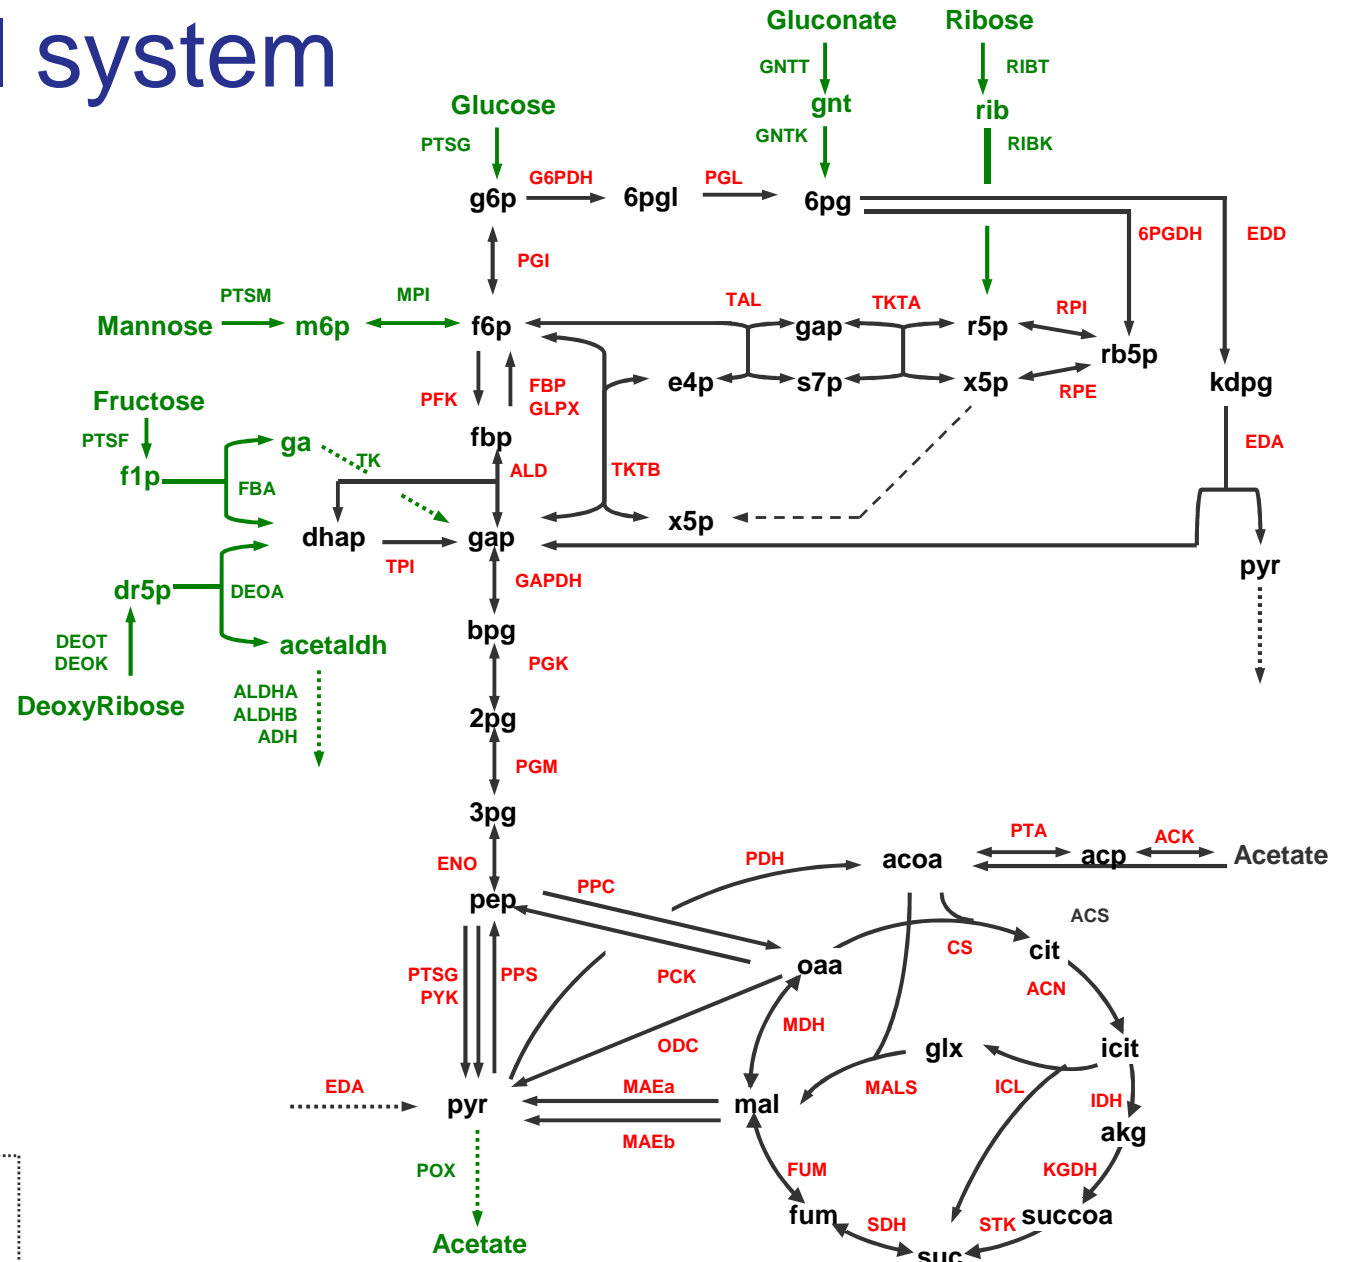 l system
Gluconate
Ribose
GNTT
RIBT
Glucose
gnt
rib
PTSG
GNTK
RIBK
G6PDH
PGL
g6p
6pgl
6pg
6PGDH
EDD
PGI
PTSM
MPI
TAL
TKTA
RPI
Mannose
m6p
f6p
gap
r5p
rb5p
e4p
s7p
x5p
kdpg
PFK
FBP
GLPX
RPE
Fructose
PTSF
ga
TK
fbp
EDA
f1p
FBA
ALD
TKTB
dhap
gap
x5p
TPI
pyr
GAPDH
dr5p
DEOA
DEOT
DEOK
acetaldh
bpg
PGK
DeoxyRibose
ALDHA
ALDHB
ADH
2pg
PGM
3pg
PTA
ACK
ENO
PDH
acoa
acp
Acetate
pep
PPC
ACS
CS
cit
PTSG
PYK
PPS
PCK
oaa
ACN
MDH
ODC
glx
icit
EDA
pyr
MAEa
mal
MALS
ICL
IDH
akg
MAEb
POX
FUM
KGDH
fum
SDH
STK
succoa
Acetate
suc